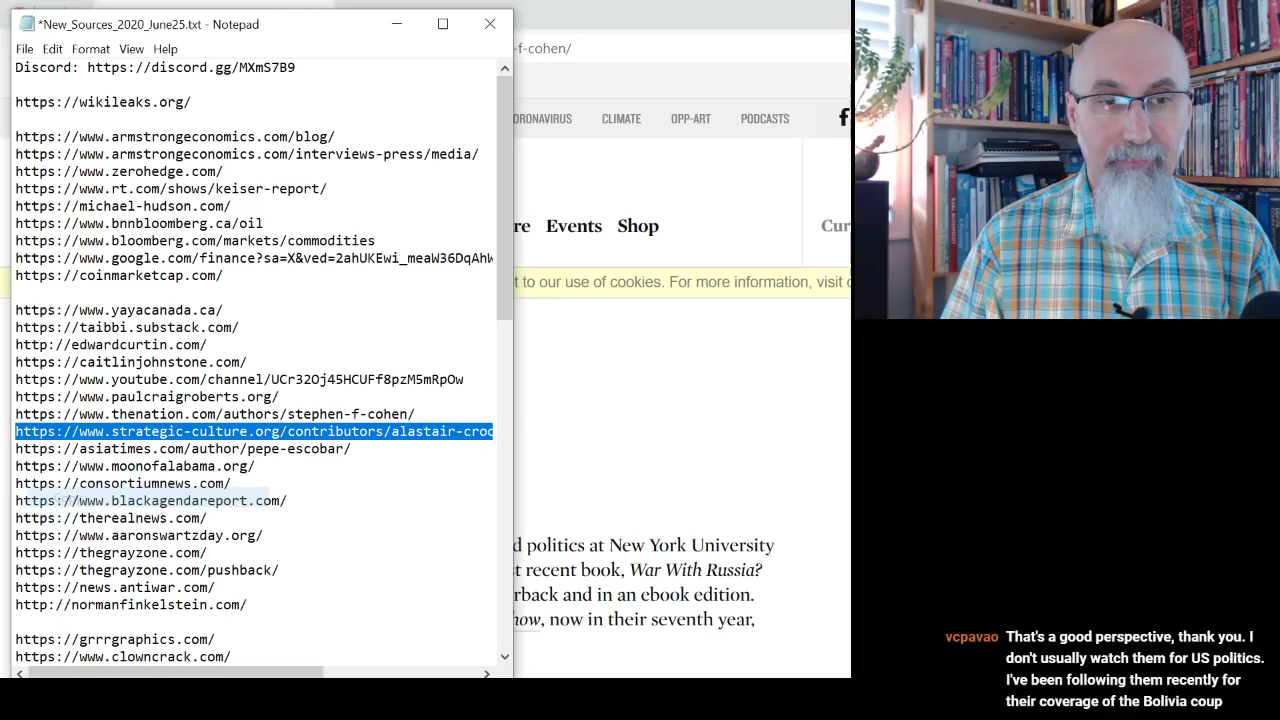 *New_Sources_2020_June25.txt - Notepad
File Edit Format View Help
Discord: https://discord.gg/MXmS7B9
https://wikileaks.org/
https://www.armstrongeconomics.com/blog/
https://www.armstrongeconomics.com/interviews-press/media/
https://www.zerohedge.com/
https://www.rt.com/shows/keiser-report/
https://michael-hudson.com/
https://www.bnnbloomberg.ca/oil
https://www.bloomberg.com/markets/commodities
https://www.google.com/finance?sa=X&ved=2ahUKEwi_meaW36DqAhW
https://coinmarketcap.com/
https://www.yayacanada.ca/
https://taibbi.substack.com/
http://edwardcurtin.com/
https://caitlinjohnstone.com/
https://www.youtube.com/channel/UCr32Oj45HCUFf8pzM5mRpOw
https://www.paulcraigroberts.org/
https://www.thenation.com/authors/stephen-f-cohen/
https://www.strategic-culture.org/contributors/alastair-croo
https://asiatimes.com/author/pepe-escobar/
https://www.moonofalabama.org/
https://consortiumnews.com/
https://www.blackagendareport.com/
https://therealnews.com/
https://www.aaronswartzday.org/
https://thegrayzone.com/
https://thegrayzone.com/pushback/
https://news.antiwar.com/
http://normanfinkelstein.com/
https://grrrgraphics.com/
https://www.clowncrack.com/
-f-cohen/
ORONAVIRUS CLIMATE OPP-ART PODCASTS f
re Events Shop Cur
t to our use of cookies. For more information, visit
d politics at New York University
st recent book, War With Russia?
rback and in an ebook edition.
how, now in their seventh year,
vcpavao That's a good perspective, thank you. I
don't usually watch them for US politics.
I've been following them recently for
their coverage of the Bolivia coup